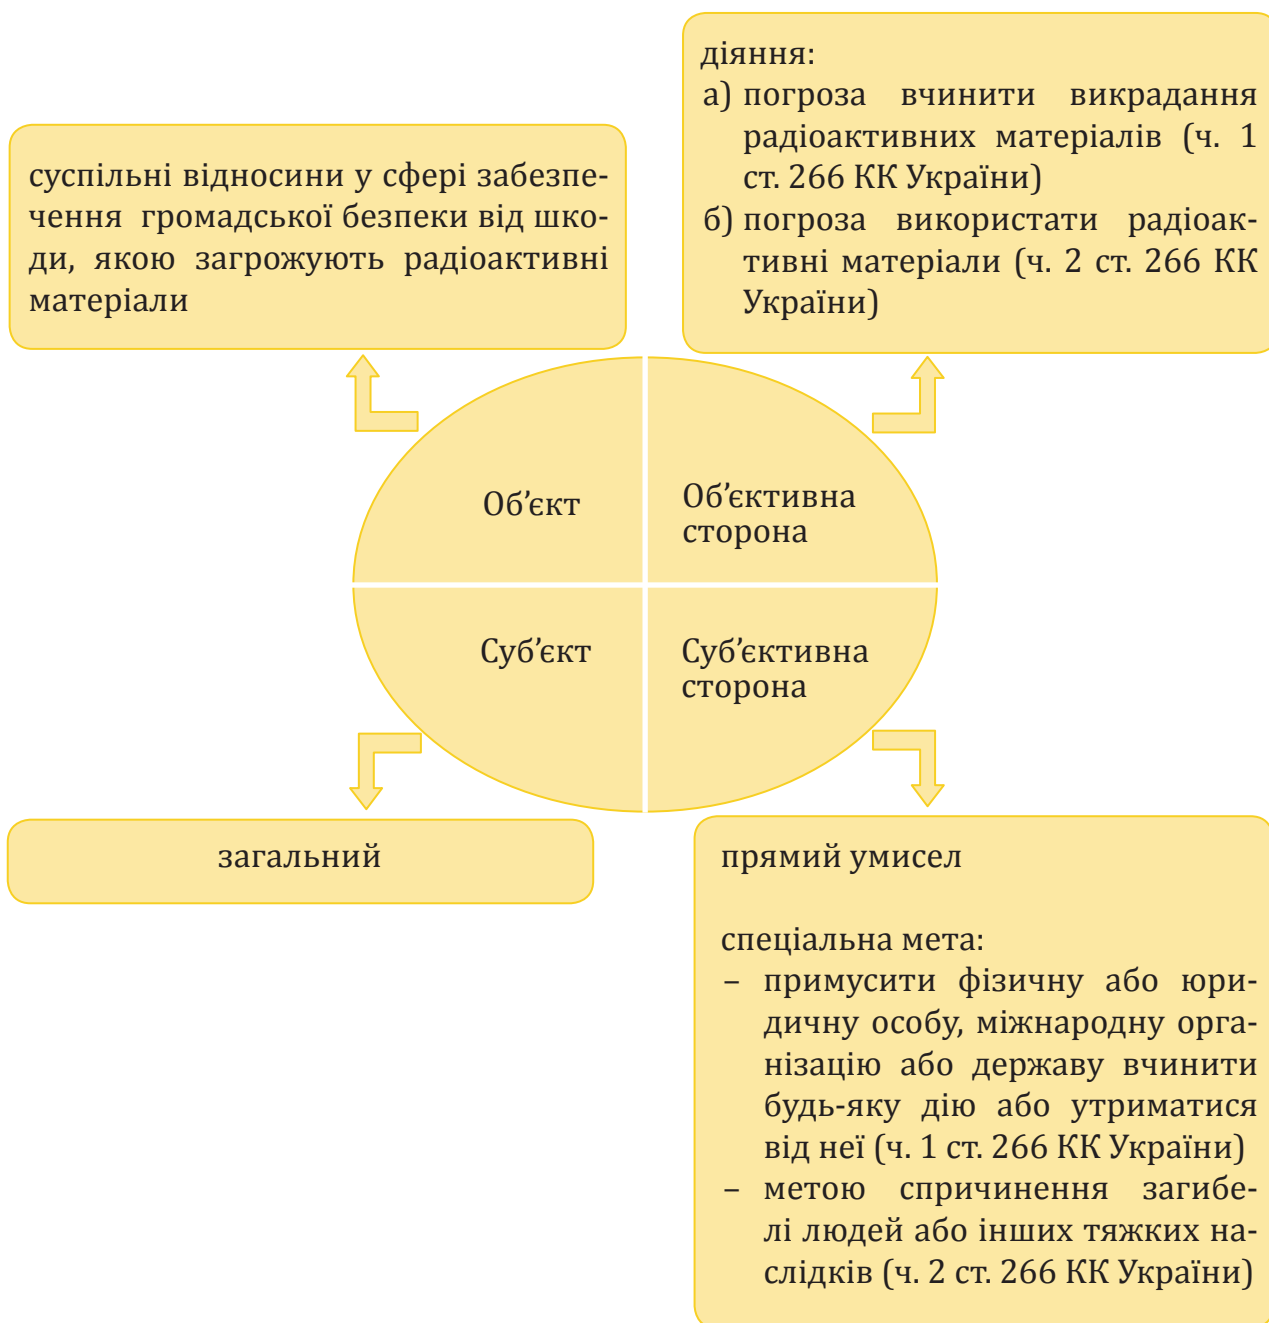 суспільні відносини у сфері забезпе-
чення громадської безпеки від шко-
ди, якою загрожують радіоактивні
матеріали
діяння:
а) погроза вчинити викрадання
радіоактивних матеріалів (ч. 1
ст. 266 КК України)
б) погроза використати радіоак-
тивні матеріали (ч. 2 ст. 266 КК
України)
Об’єкт
Об’єктивна
сторона
Суб’єкт
Суб’єктивна
сторона
загальний
прямий умисел
спеціальна мета:
– примусити фізичну або юри-
дичну особу, міжнародну орга-
нізацію або державу вчинити
будь-яку дію або утриматися
від неї (ч. 1 ст. 266 КК України)
– метою спричинення загибе-
лі людей або інших тяжких на-
слідків (ч. 2 ст. 266 КК України)